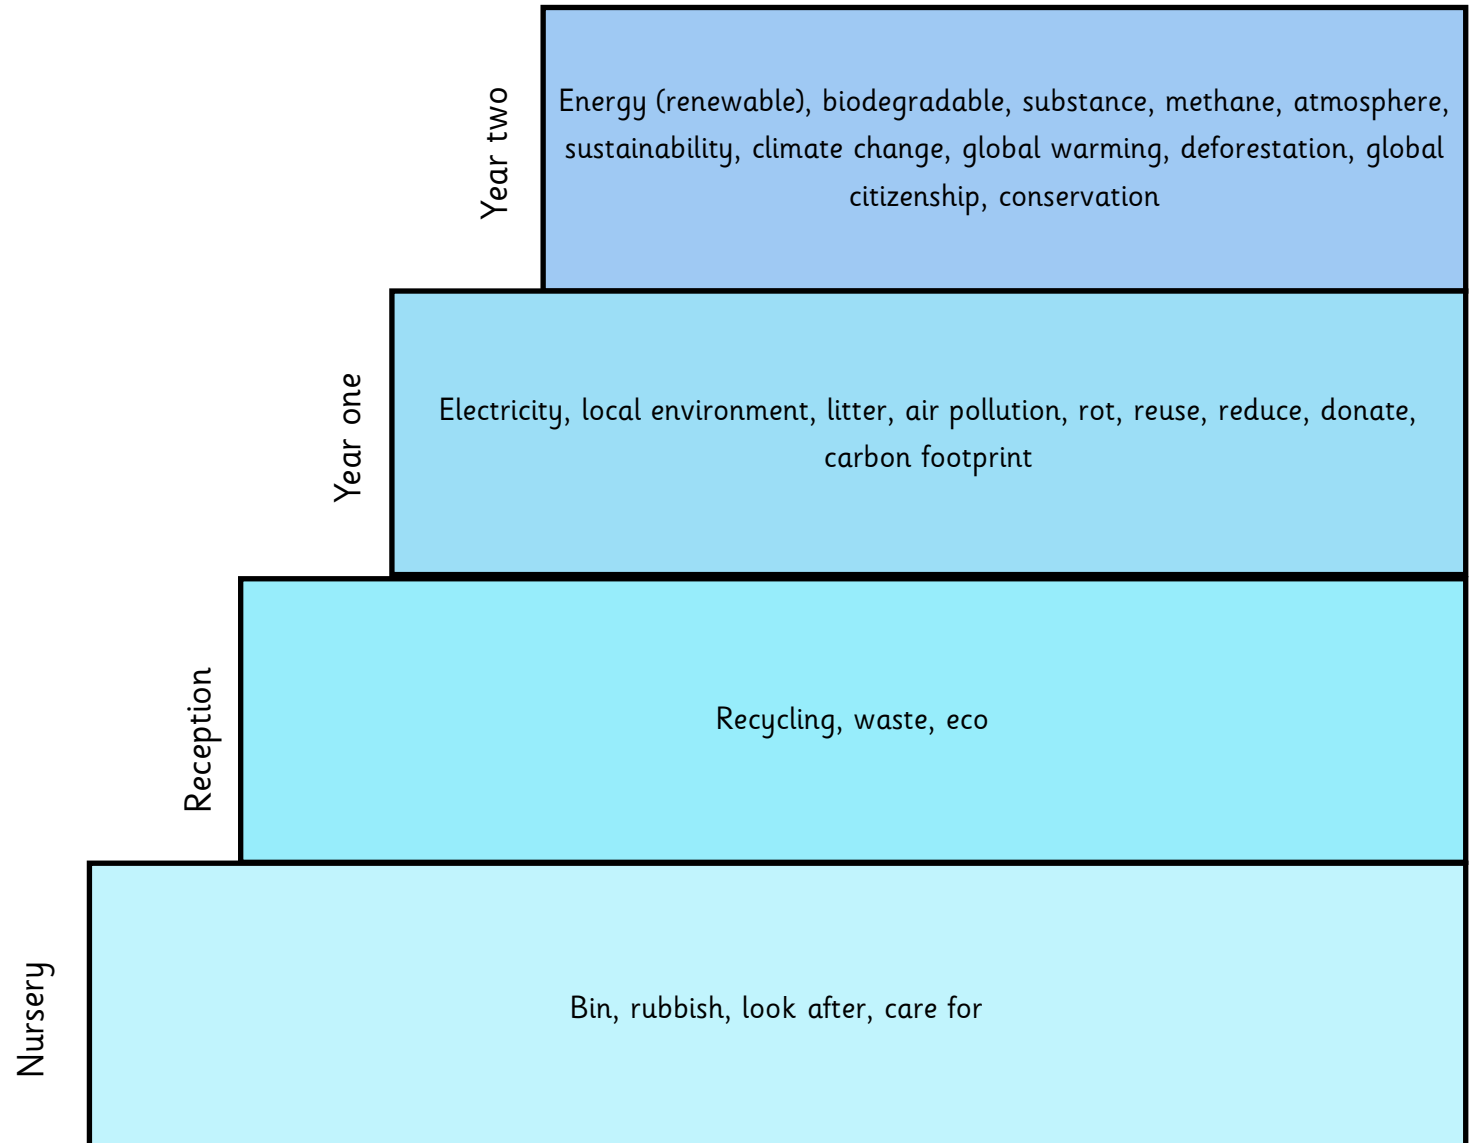 Year two
Energy (renewable), biodegradable, substance, methane, atmosphere,
sustainability, climate change, global warming, deforestation, global
citizenship, conservation
Year one
Electricity, local environment, litter, air pollution, rot, reuse, reduce, donate,
carbon footprint
Reception
Recycling, waste, eco
Nursery
Bin, rubbish, look after, care for